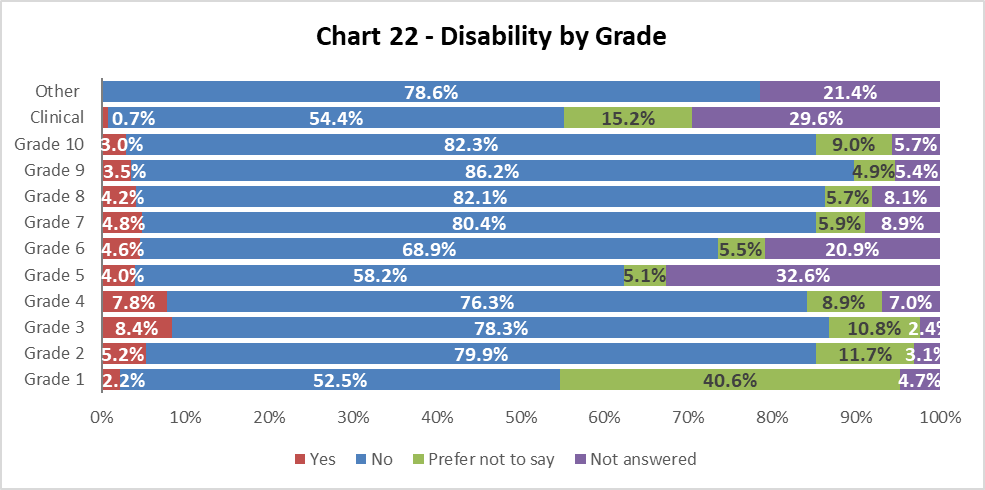 Chart 22 - Disability by Grade
Other 78.6% 21.4%
Clinical 0.7% 54.4% 15.2% 29.6%
Grade 10 3.0% 82.3% 9.0% 5.7%
Grade 9 3.5% 86.2% 4.9% 5.4%
Grade 8 4.2% 82.1% 5.7% 8.1%
Grade 7 4.8% 80.4% 5.9% 8.9%
Grade 6 4.6% 68.9% 5.5% 20.9%
Grade 5 4.0% 58.2% 5.1% 32.6%
Grade 4 7.8% 76.3% 8.9% 7.0%
Grade 3 8.4% 78.3% 10.8% 2.4%
Grade 2 5.2% 79.9% 11.7% 3.1%
Grade 1 2.2% 52.5% 40.6% 4.7%
0% 10% 20% 30% 40% 50% 60% 70% 80% 90% 100%
Yes No Prefer not to say Not answered